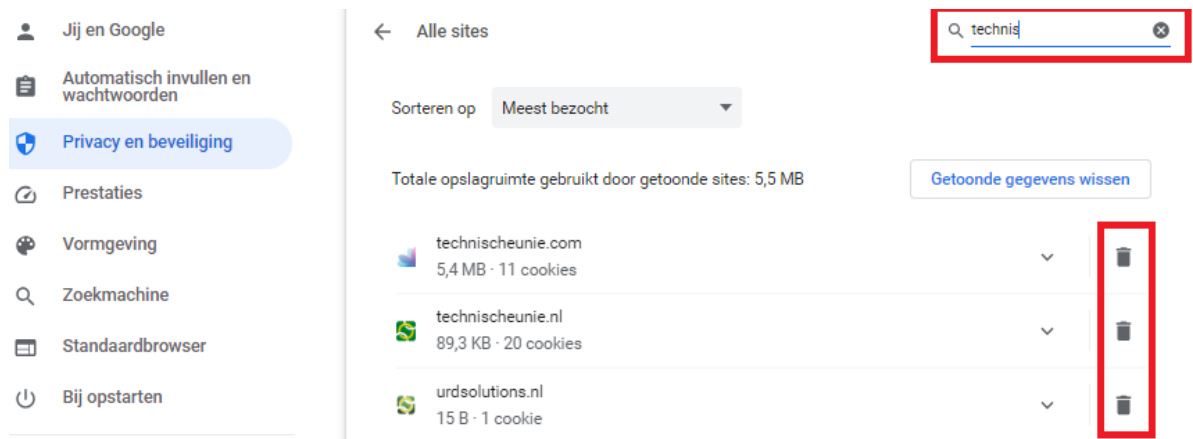 Jij en Google
Automatisch invullen en
wachtwoorden
Privacy en beveiliging
Prestaties
Vormgeving
Zoekmachine
Standaardbrowser
Bij opstarten
Alle sites
technis
Sorteren op Meest bezocht
Totale opslagruimte gebruikt door getoonde sites: 5,5 MB
Getoonde gegevens wissen
technischeunie.com
5,4 MB · 11 cookies
technischeunie.nl
89,3 KB · 20 cookies
urdsolutions.nl
15 B · 1 cookie